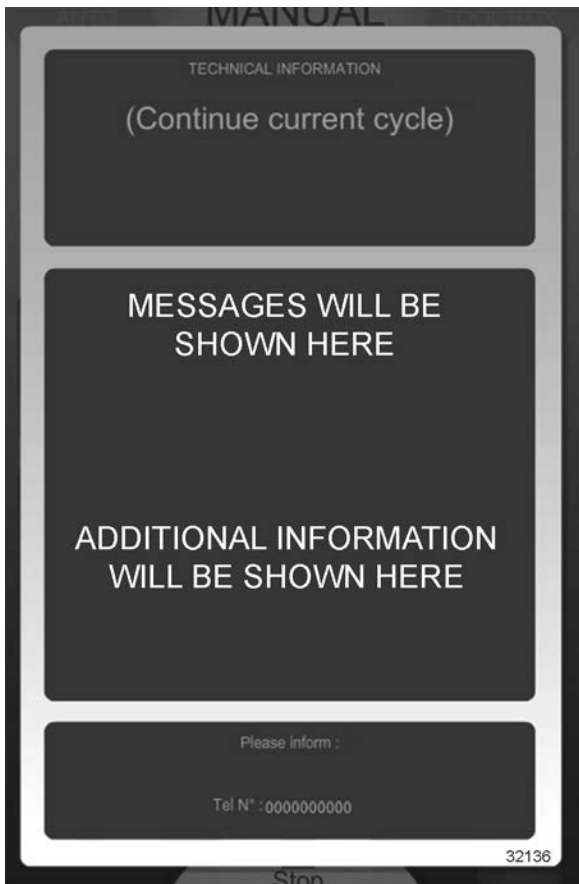 MANUAL
TECHNICAL INFORMATION
(Continue current cycle)
MESSAGES WILL BE
SHOWN HERE
ADDITIONAL INFORMATION
WILL BE SHOWN HERE
Please inform :
Tel N° : 0000000000
32136
Stop